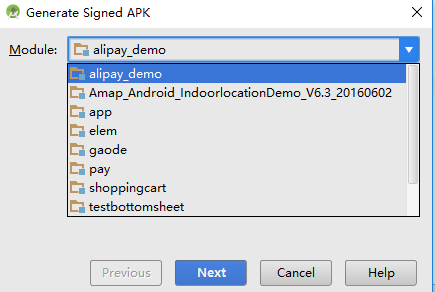 Generate Signed APK
Module: alipay_demo
alipay_demo
Amap_Android_IndoorlocationDemo_V6.3_20160602
app
elem
gaode
pay
shoppingcart
testbottomsheet
Previous Next Cancel Help